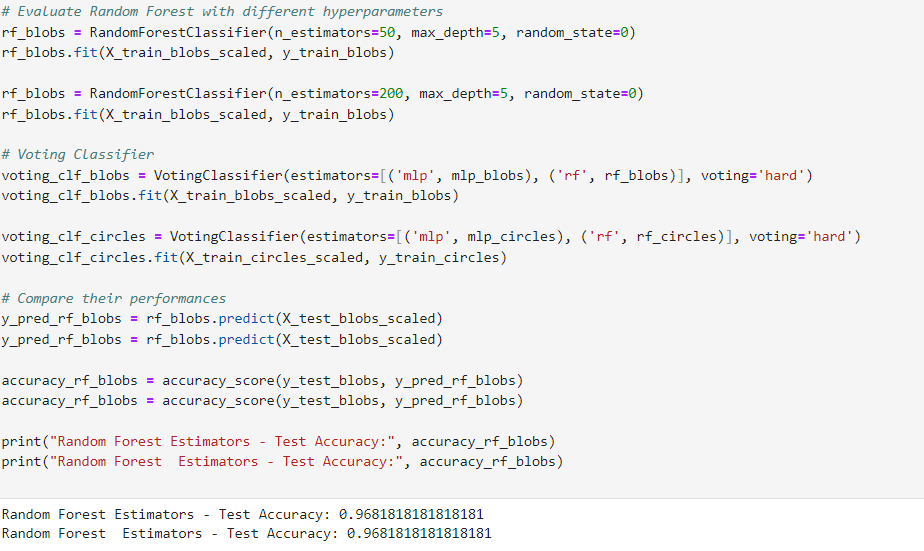 # Evaluate Random Forest with different hyperparameters
rf_blobs = RandomForestClassifier(n_estimators=50, max_depth=5, random_state=0)
rf_blobs.fit(X_train_blobs_scaled, y_train_blobs)
rf_blobs = RandomForestClassifier(n_estimators=200, max_depth=5, random_state=0)
rf_blobs.fit(X_train_blobs_scaled, y_train_blobs)
# Voting Classifier
voting_clf_blobs = VotingClassifier(estimators=[('mlp', mlp_blobs), ('rf', rf_blobs)], voting='hard')
voting_clf_blobs.fit(X_train_blobs_scaled, y_train_blobs)
voting_clf_circles = VotingClassifier(estimators=[('mlp', mlp_circles), ('rf', rf_circles)], voting='hard')
voting_clf_circles.fit(X_train_circles_scaled, y_train_circles)
# Compare their performances
y_pred_rf_blobs = rf_blobs.predict(X_test_blobs_scaled)
y_pred_rf_blobs = rf_blobs.predict(X_test_blobs_scaled)
accuracy_rf_blobs = accuracy_score(y_test_blobs, y_pred_rf_blobs)
accuracy_rf_blobs = accuracy_score(y_test_blobs, y_pred_rf_blobs)
print("Random Forest Estimators - Test Accuracy:", accuracy_rf_blobs)
print("Random Forest  Estimators - Test Accuracy:", accuracy_rf_blobs)
Random Forest Estimators - Test Accuracy: 0.9681818181818181
Random Forest  Estimators - Test Accuracy: 0.9681818181818181